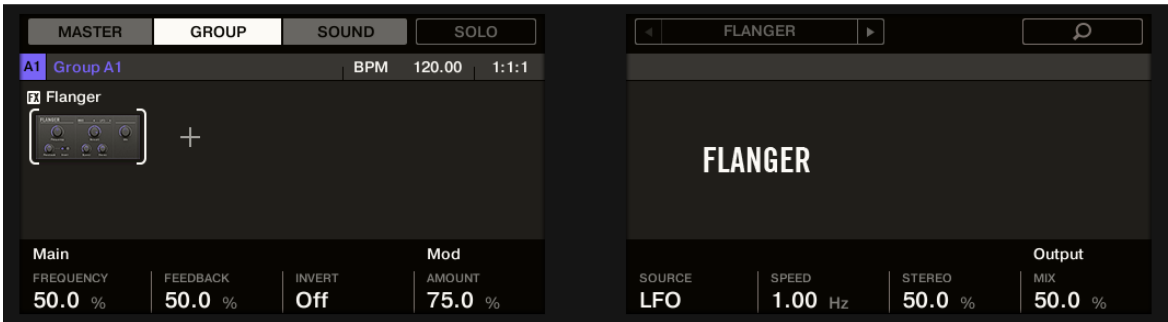 MASTER GROUP SOUND SOLO
A1 Group A1 BPM 120.00 1:1:1
FX Flanger
FLANGER
Main Mod
FREQUENCY FEEDBACK INVERT AMOUNT
50.0 % 50.0 % Off 75.0 %
FLANGER
FLANGER
Output
SOURCE SPEED STEREO MIX
LFO 1.00 Hz 50.0 % 50.0 %